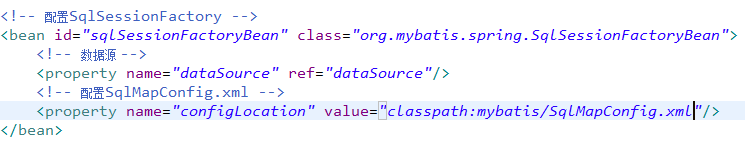 <!-- 配置SqlSessionFactory -->
<bean id="sqlSessionFactoryBean" class="org.mybatis.spring.SqlSessionFactoryBean">
<!-- 数据源 -->
<property name="dataSource" ref="dataSource"/>
<!-- 配置SqlMapConfig.xml -->
<property name="configLocation" value="classpath:mybatis/SqlMapConfig.xml"/>
</bean>